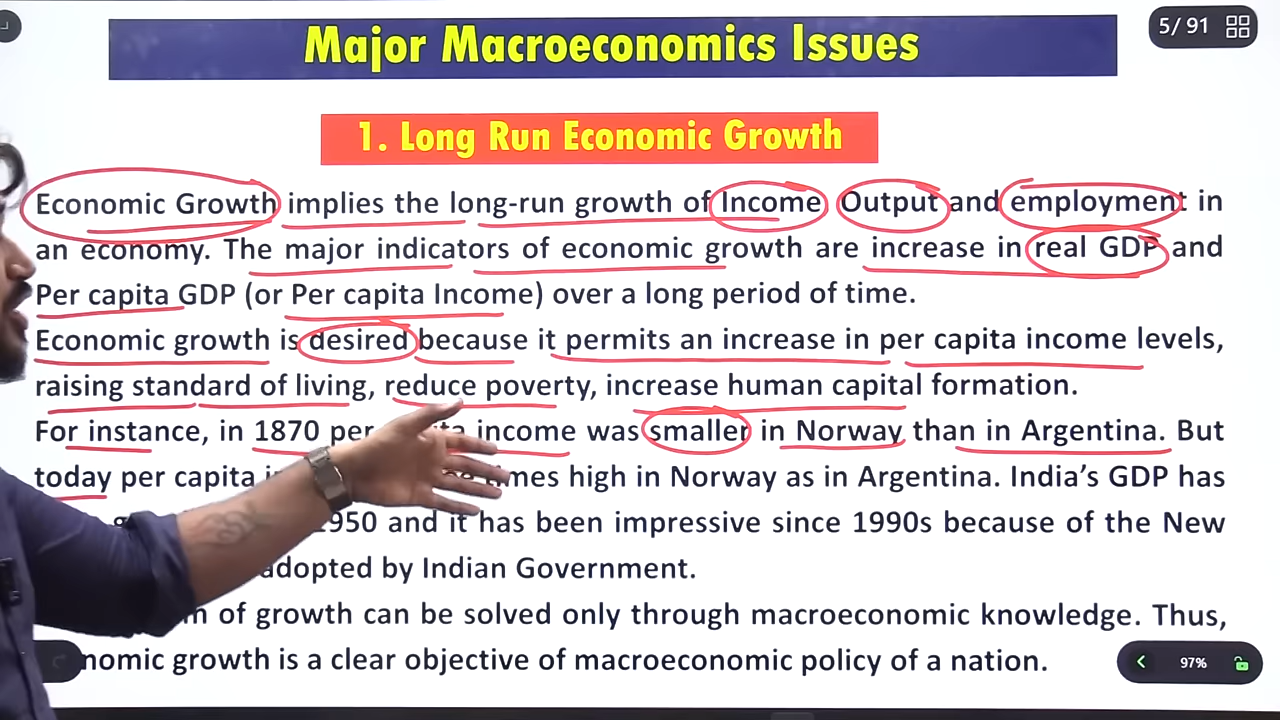 Major Macroeconomics Issues
5/ 91
1. Long Run Economic Growth
Economic Growth implies the long-run growth of Income Output and employment in
an economy. The major indicators of economic growth are increase in real GDP and
Per capita GDP (or Per capita Income) over a long period of time.
Economic growth is desired because it permits an increase in per capita income levels,
raising standard of living, reduce poverty, increase human capital formation.
For instance, in 1870 per income was smaller in Norway than in Argentina. But
today per capita times high in Norway as in Argentina. India's GDP has
1950 and it has been impressive since 1990s because of the New
adopted by Indian Government.
of growth can be solved only through macroeconomic knowledge. Thus,
growth is a clear objective of macroeconomic policy of a nation.
97%